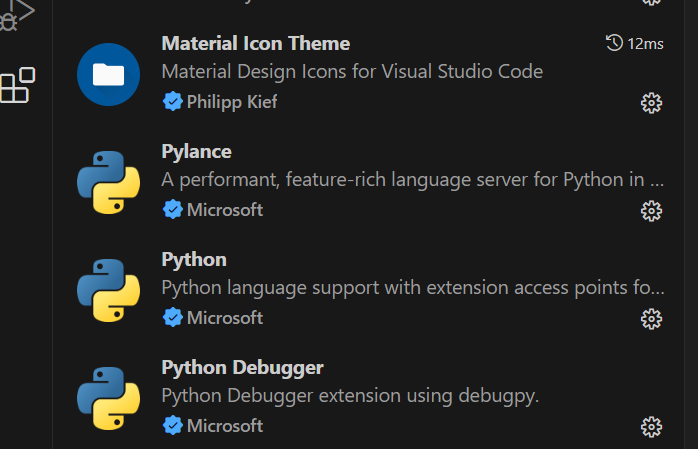 Material Icon Theme
12ms
Material Design Icons for Visual Studio Code
Philipp Kief
Pylance
A performant, feature-rich language server for Python in ...
Microsoft
Python
Python language support with extension access points fo...
Microsoft
Python Debugger
Python Debugger extension using debugpy.
Microsoft